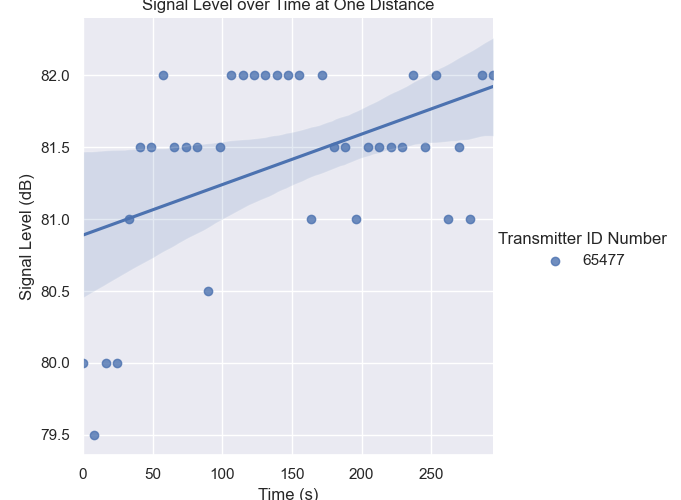 Signal Level over Time at One Distance
82.0
81.5
81.0
80.5
80.0
79.5
Signal Level (dB)
0 50 100 150 200 250
Time (s)
Transmitter ID Number
65477